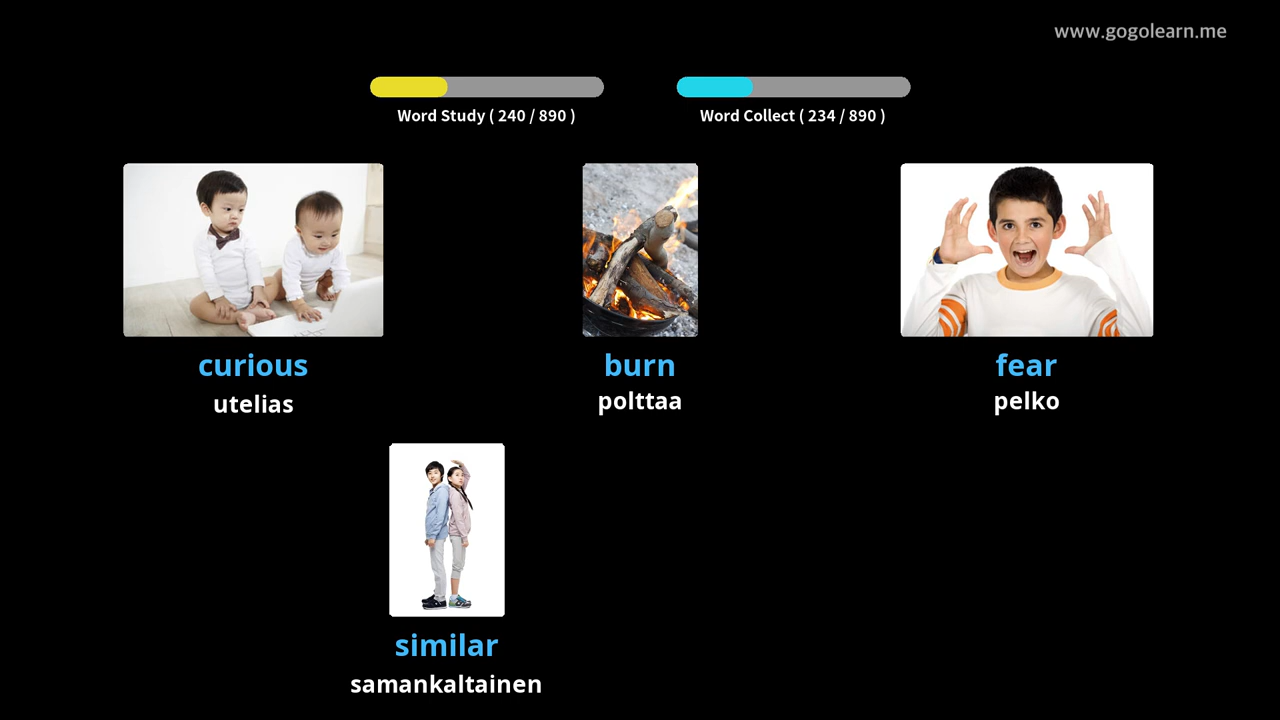 www.gogolearn.me
Word Study ( 240 / 890 )
Word Collect ( 234 / 890 )
curious
utelias
burn
polttaa
fear
pelko
similar
samankaltainen